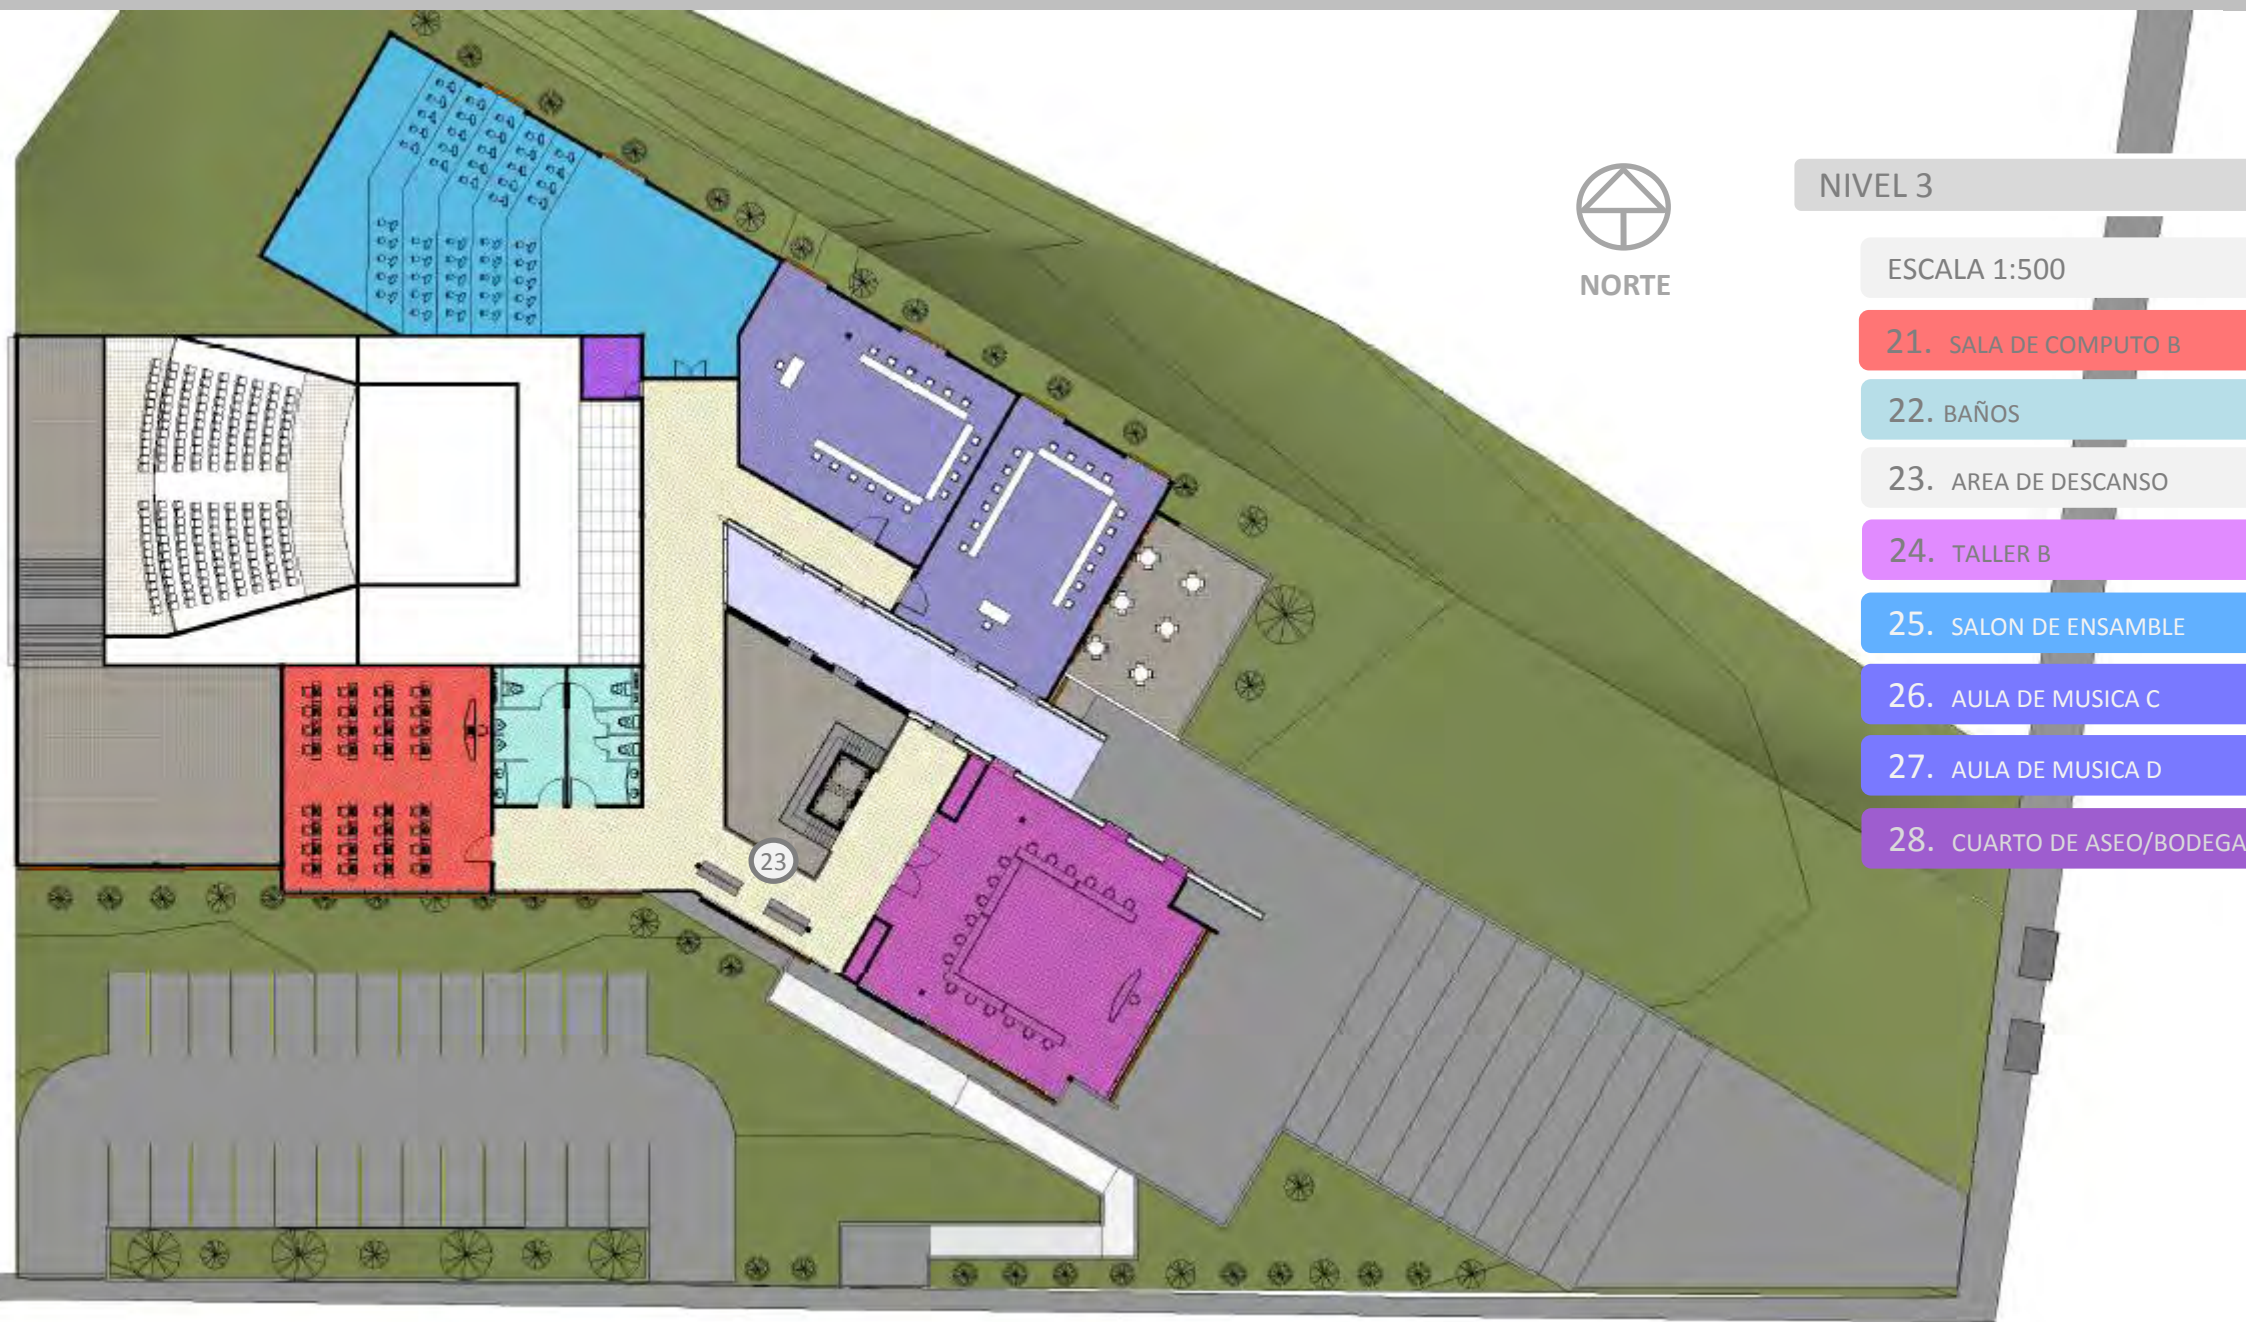 NORTE
NIVEL 3
ESCALA 1:500
21. SALA DE COMPUTO B
22. BAÑOS
23. AREA DE DESCANSO
24. TALLER B
25. SALON DE ENSAMBLE
26. AULA DE MUSICA C
27. AULA DE MUSICA D
28. CUARTO DE ASEO/BODEGA
23